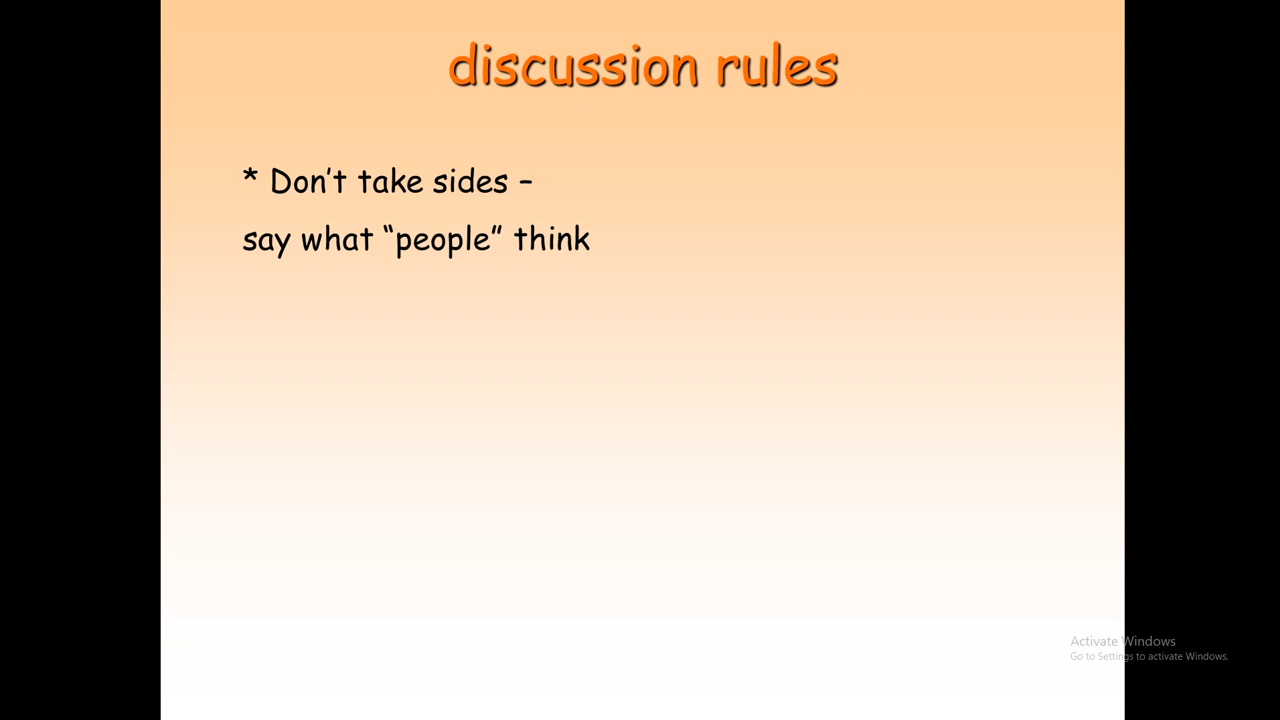 discussion rules
* Don’t take sides –
say what “people” think
Activate Windows
Go to Settings to activate Windows.